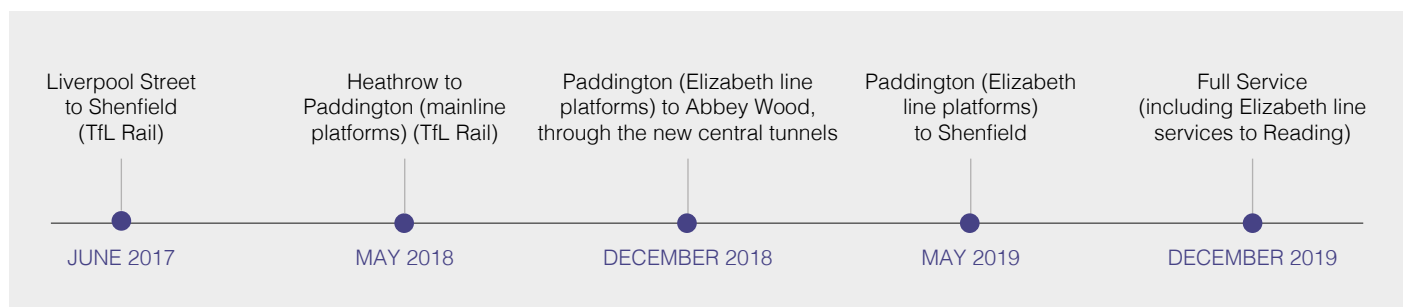 Liverpool Street
to Shenfield
(TfL Rail)
Heathrow to
Paddington (mainline
platforms) (TfL Rail)
Paddington (Elizabeth line
platforms) to Abbey Wood,
through the new central tunnels
Paddington (Elizabeth
line platforms)
to Shenfield
Full Service
(including Elizabeth line
services to Reading)
JUNE 2017
MAY 2018
DECEMBER 2018
MAY 2019
DECEMBER 2019